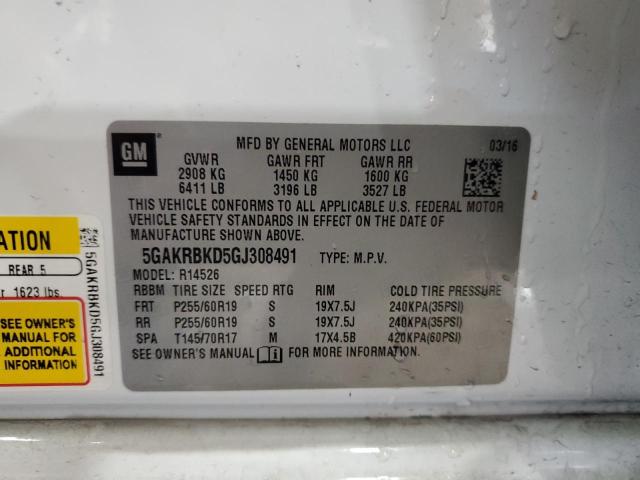 GM
MFD BY GENERAL MOTORS LLC 03/16
GVWR GAWR FRT GAWR RR
2908 KG 1450 KG 1600 KG
6411 LB 3196 LB 3527 LB
THIS VEHICLE CONFORMS TO ALL APPLICABLE U.S. FEDERAL MOTOR
VEHICLE SAFETY STANDARDS IN EFFECT ON THE DATE OF
MANUFACTURE SHOWN ABOVE.
5GAKRBKD5GJ308491 TYPE: M.P.V.
MODEL: R14526
RBBM TIRE SIZE SPEED RTG RIM COLD TIRE PRESSURE
FRT P255/60R19 S 19X7.5J 240KPA(35PSI)
RR P255/60R19 S 19X7.5J 240KPA(35PSI)
SPA T145/70R17 M 17X4.5B 420KPA(60PSI)
SEE OWNER'S MANUAL FOR MORE INFORMATION
REAR 5
1623 lbs
SEE OWNER'S
MANUAL FOR
ADDITIONAL
INFORMATION
5GAKRBKD5GJ308491